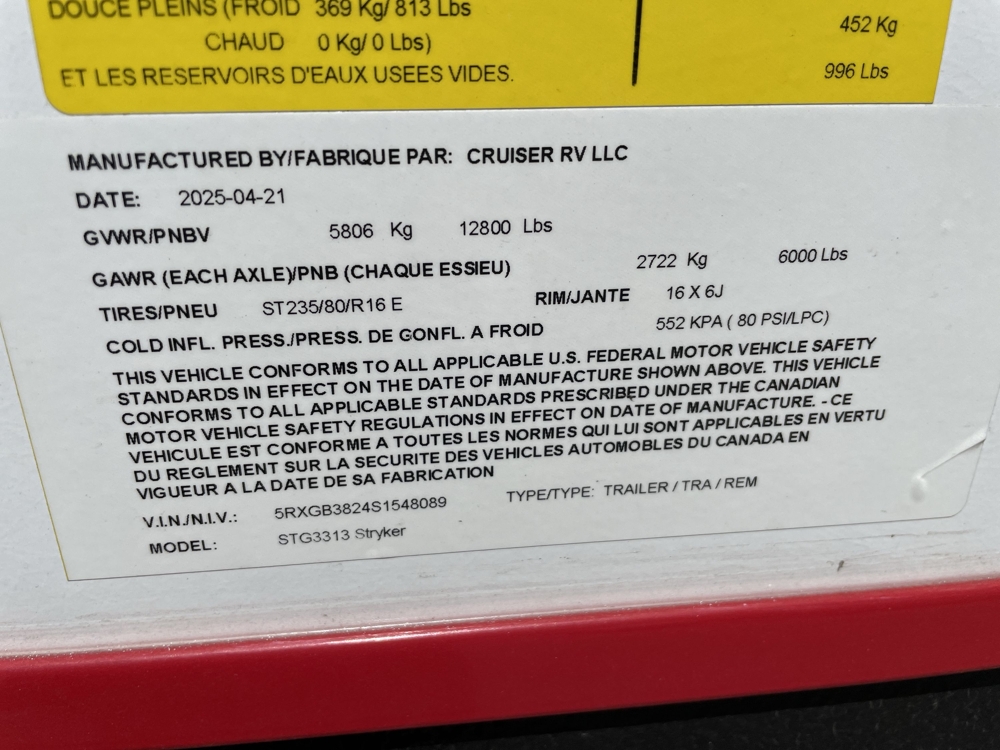 DOUCE PLEINS (FROID 369 Kg/ 813 Lbs
452 Kg
CHAUD 0 Kg/ 0 Lbs)
ET LES RESERVOIRS D'EAUX USEES VIDES.
996 Lbs
MANUFACTURED BY/FABRIQUE PAR: CRUISER RV LLC
DATE: 2025-04-21
GVWR/PNBV 5806 Kg 12800 Lbs
GAWR (EACH AXLE)/PNB (CHAQUE ESSIEU) 2722 Kg 6000 Lbs
TIRES/PNEU ST235/80/R16 E RIM/JANTE 16 X 6J
COLD INFL. PRESS./PRESS. DE GONFL. A FROID 552 KPA ( 80 PSI/LPC)
THIS VEHICLE CONFORMS TO ALL APPLICABLE U.S. FEDERAL MOTOR VEHICLE SAFETY
STANDARDS IN EFFECT ON THE DATE OF MANUFACTURE SHOWN ABOVE. THIS VEHICLE
CONFORMS TO ALL APPLICABLE STANDARDS PRESCRIBED UNDER THE CANADIAN
MOTOR VEHICLE SAFETY REGULATIONS IN EFFECT ON DATE OF MANUFACTURE. - CE
VEHICULE EST CONFORME A TOUTES LES NORMES QUI LUI SONT APPLICABLES EN VERTU
DU REGLEMENT SUR LA SECURITE DES VEHICLES AUTOMOBLES DU CANADA EN
VIGUEUR A LA DATE DE SA FABRICATION
V.I.N./N.I.V.: 5RXGB3824S1548089 TYPE/TYPE: TRAILER / TRA / REM
MODEL: STG3313 Stryker